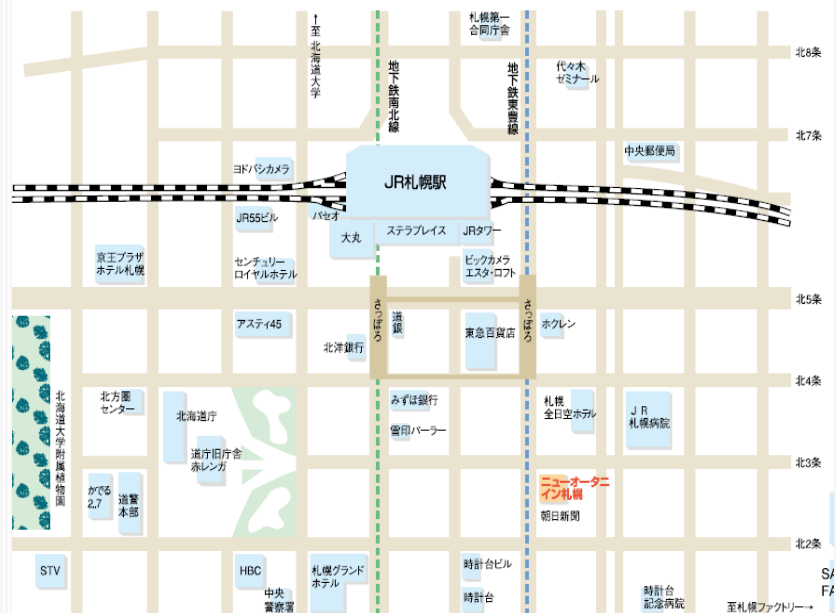 ↑至 北海道大学
札幌第一
合同庁舎
北8条
地下鉄南北線
地下鉄東豊線
代々木
ゼミナール
北7条
中央郵便局
ヨドバシカメラ
JR札幌駅
JR55ビル
パセオ
大丸
ステラプレイス
JRタワー
京王プラザ
ホテル札幌
センチュリー
ロイヤルホテル
ビックカメラ
エスタ・ロフト
北5条
さっぽろ
さっぽろ
アスティ45
道銀
北洋銀行
東急百貨店
ホクレン
北4条
北方圏
センター
北海道庁
みずほ銀行
札幌
全日空ホテル
JR
札幌病院
雪印パーラー
北海道大学附属植物園
道庁旧庁舎
赤レンガ
北3条
かでる
2.7
道警
本部
ニューオータニ
イン札幌
朝日新聞
北2条
STV
HBC
札幌グランド
ホテル
時計台ビル
中央
警察署
時計台
時計台
記念病院
至札幌ファクトリー→
SA
FA